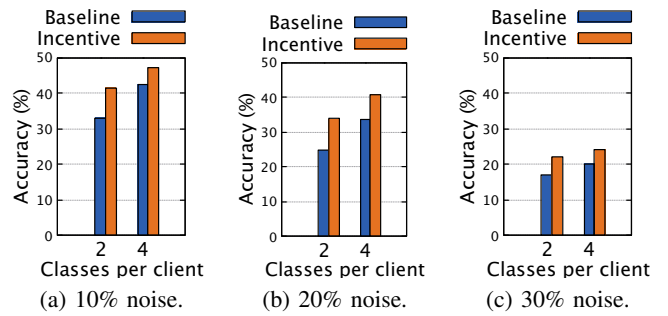 Baseline
Incentive
50
40
30
20
10
0
Accuracy (%)
2 4
Classes per client
(a) 10% noise.
Baseline
Incentive
50
40
30
20
10
0
Accuracy (%)
2 4
Classes per client
(b) 20% noise.
Baseline
Incentive
50
40
30
20
10
0
Accuracy (%)
2 4
Classes per client
(c) 30% noise.